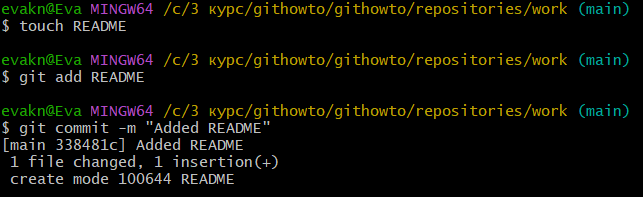 evakn@Eva MINGW64 /c/3 курс/githowto/githowto/repositories/work (main)
$ touch README
evakn@Eva MINGW64 /c/3 курс/githowto/githowto/repositories/work (main)
$ git add README
evakn@Eva MINGW64 /c/3 курс/githowto/githowto/repositories/work (main)
$ git commit -m "Added README"
[main 338481c] Added README
 1 file changed, 1 insertion(+)
 create mode 100644 README